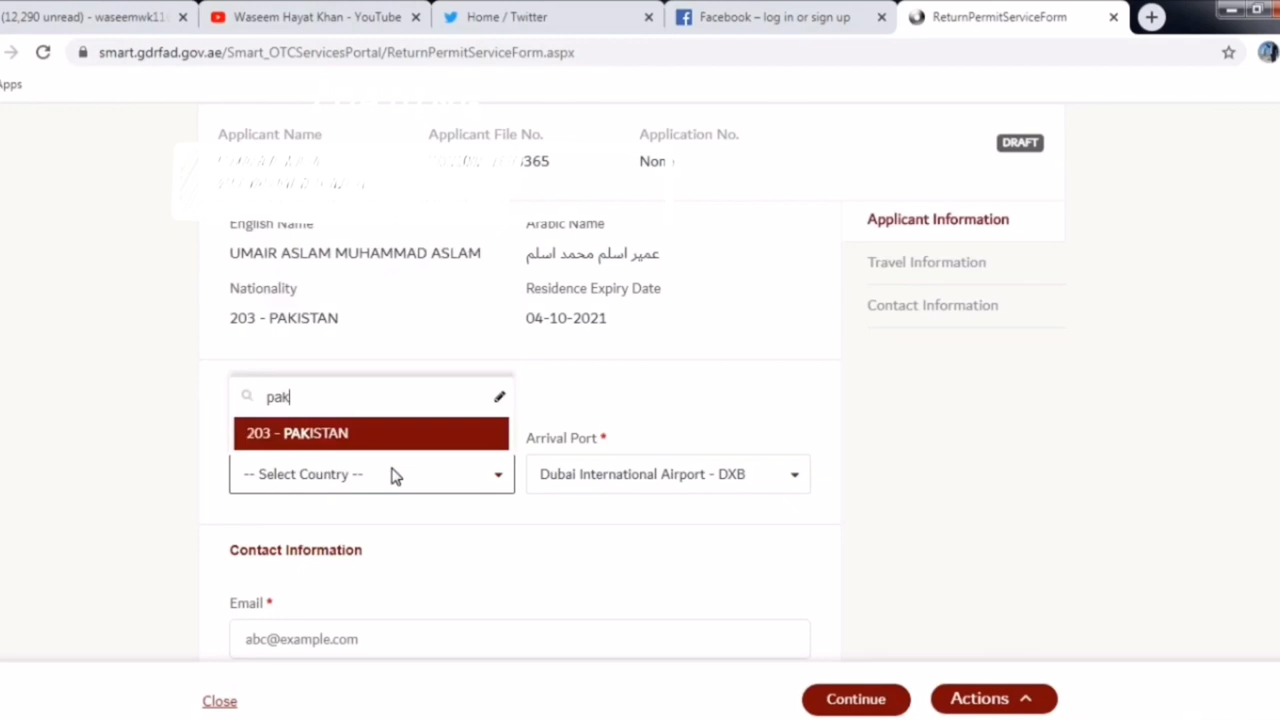 (12,290 unread) - waseemwk11
Waseem Hayat Khan - YouTube
Home / Twitter
Facebook – log in or sign up
ReturnPermitServiceForm
smart.gdrfad.gov.ae/Smart_OTCServicesPortal/ReturnPermitServiceForm.aspx
Apps
Applicant Name
Applicant File No.
Application No.
DRAFT
365
Non
English Name
Arabic Name
Applicant Information
UMAIR ASLAM MUHAMMAD ASLAM
عمير اسلم محمد اسلم
Travel Information
Nationality
Residence Expiry Date
Contact Information
203 - PAKISTAN
04-10-2021
pak
203 - PAKISTAN
Arrival Port *
-- Select Country --
Dubai International Airport - DXB
Contact Information
Email *
abc@example.com
Close
Continue
Actions